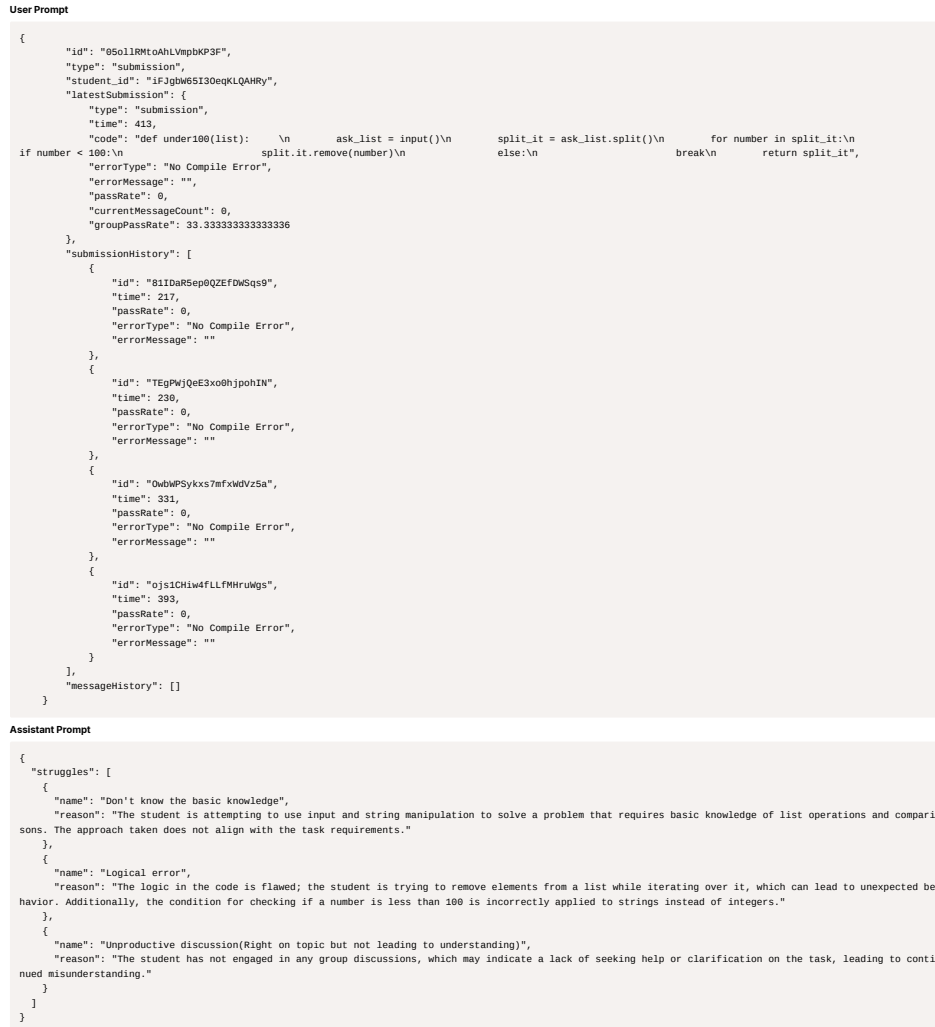 User Prompt
{
"id": "05ollRMtoAhLVmpbKP3F",
"type": "submission",
"student_id": "iFJgbW65I3OeqKLQAHRy",
"latestSubmission": {
"type": "submission",
"time": 413,
"code": "def under100(list):    \n        ask_list = input()\n        split_it = ask_list.split()\n        for number in split_it:\n
if number < 100:\n                        split.it.remove(number)\n                else:\n                        break\n        return split_it",
"errorType": "No Compile Error",
"errorMessage": "",
"passRate": 0,
"currentMessageCount": 0,
"groupPassRate": 33.333333333333336
},
"submissionHistory": [
{
"id": "81IDaR5ep0QZEfDWSqs9",
"time": 217,
"passRate": 0,
"errorType": "No Compile Error",
"errorMessage": ""
},
{
"id": "TEgPWjQeE3xo0hjpohIN",
"time": 230,
"passRate": 0,
"errorType": "No Compile Error",
"errorMessage": ""
},
{
"id": "OwbWPSykxs7mfxWdVz5a",
"time": 331,
"passRate": 0,
"errorType": "No Compile Error",
"errorMessage": ""
},
{
"id": "ojs1CHiw4fLLfMHruWgs",
"time": 393,
"passRate": 0,
"errorType": "No Compile Error",
"errorMessage": ""
}
],
"messageHistory": []
}
Assistant Prompt
{
"struggles": [
{
"name": "Don't know the basic knowledge",
"reason": "The student is attempting to use input and string manipulation to solve a problem that requires basic knowledge of list operations and compari
sons. The approach taken does not align with the task requirements."
},
{
"name": "Logical error",
"reason": "The logic in the code is flawed; the student is trying to remove elements from a list while iterating over it, which can lead to unexpected be
havior. Additionally, the condition for checking if a number is less than 100 is incorrectly applied to strings instead of integers."
},
{
"name": "Unproductive discussion(Right on topic but not leading to understanding)",
"reason": "The student has not engaged in any group discussions, which may indicate a lack of seeking help or clarification on the task, leading to conti
nued misunderstanding."
}
]
}